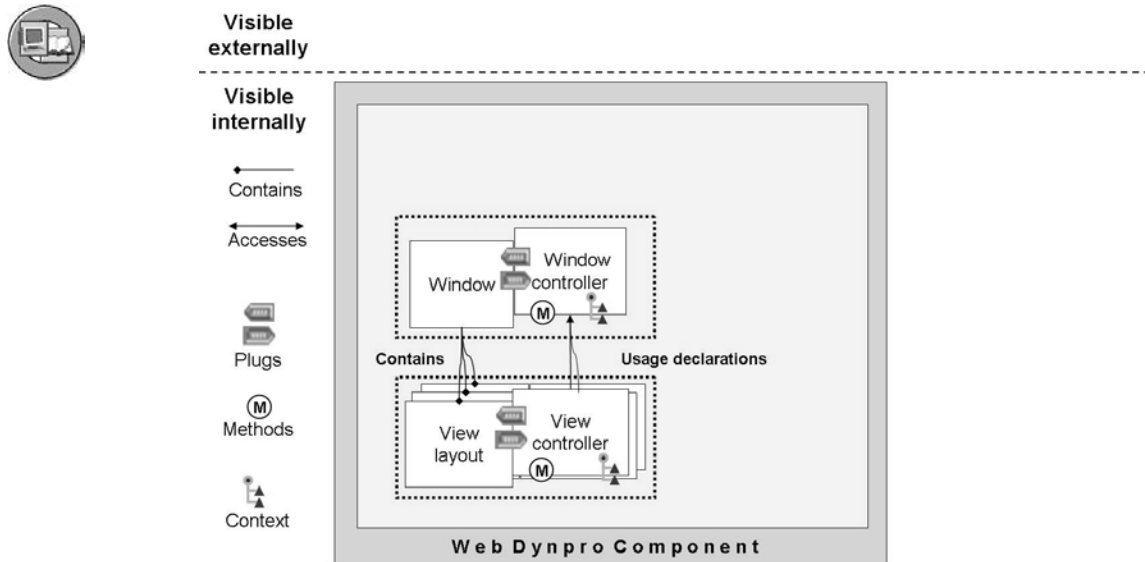 Visible
externally
Visible
internally
Contains
Accesses
Plugs
M
Methods
Context
Window
Window
controller
M
Contains
Usage declarations
View
layout
View
controller
M
Web Dynpro Component